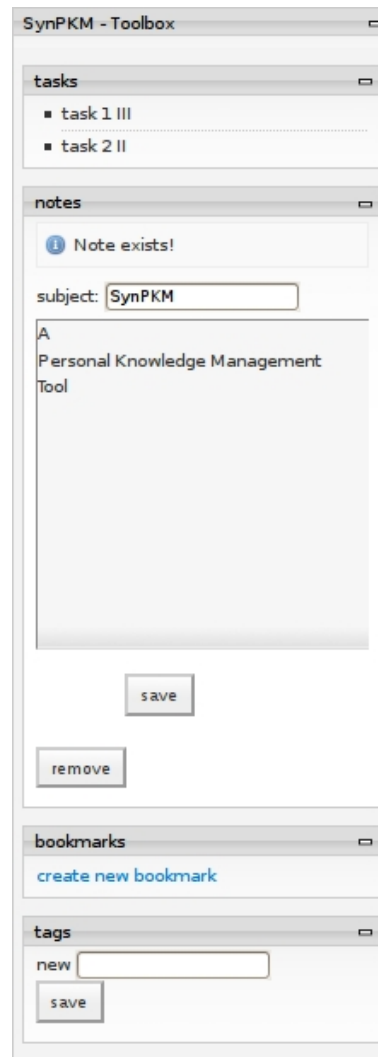 SynPKM - Toolbox
tasks
task 1 III
task 2 II
notes
Note exists!
subject: SynPKM
A
Personal Knowledge Management
Tool
save
remove
bookmarks
create new bookmark
tags
new
save